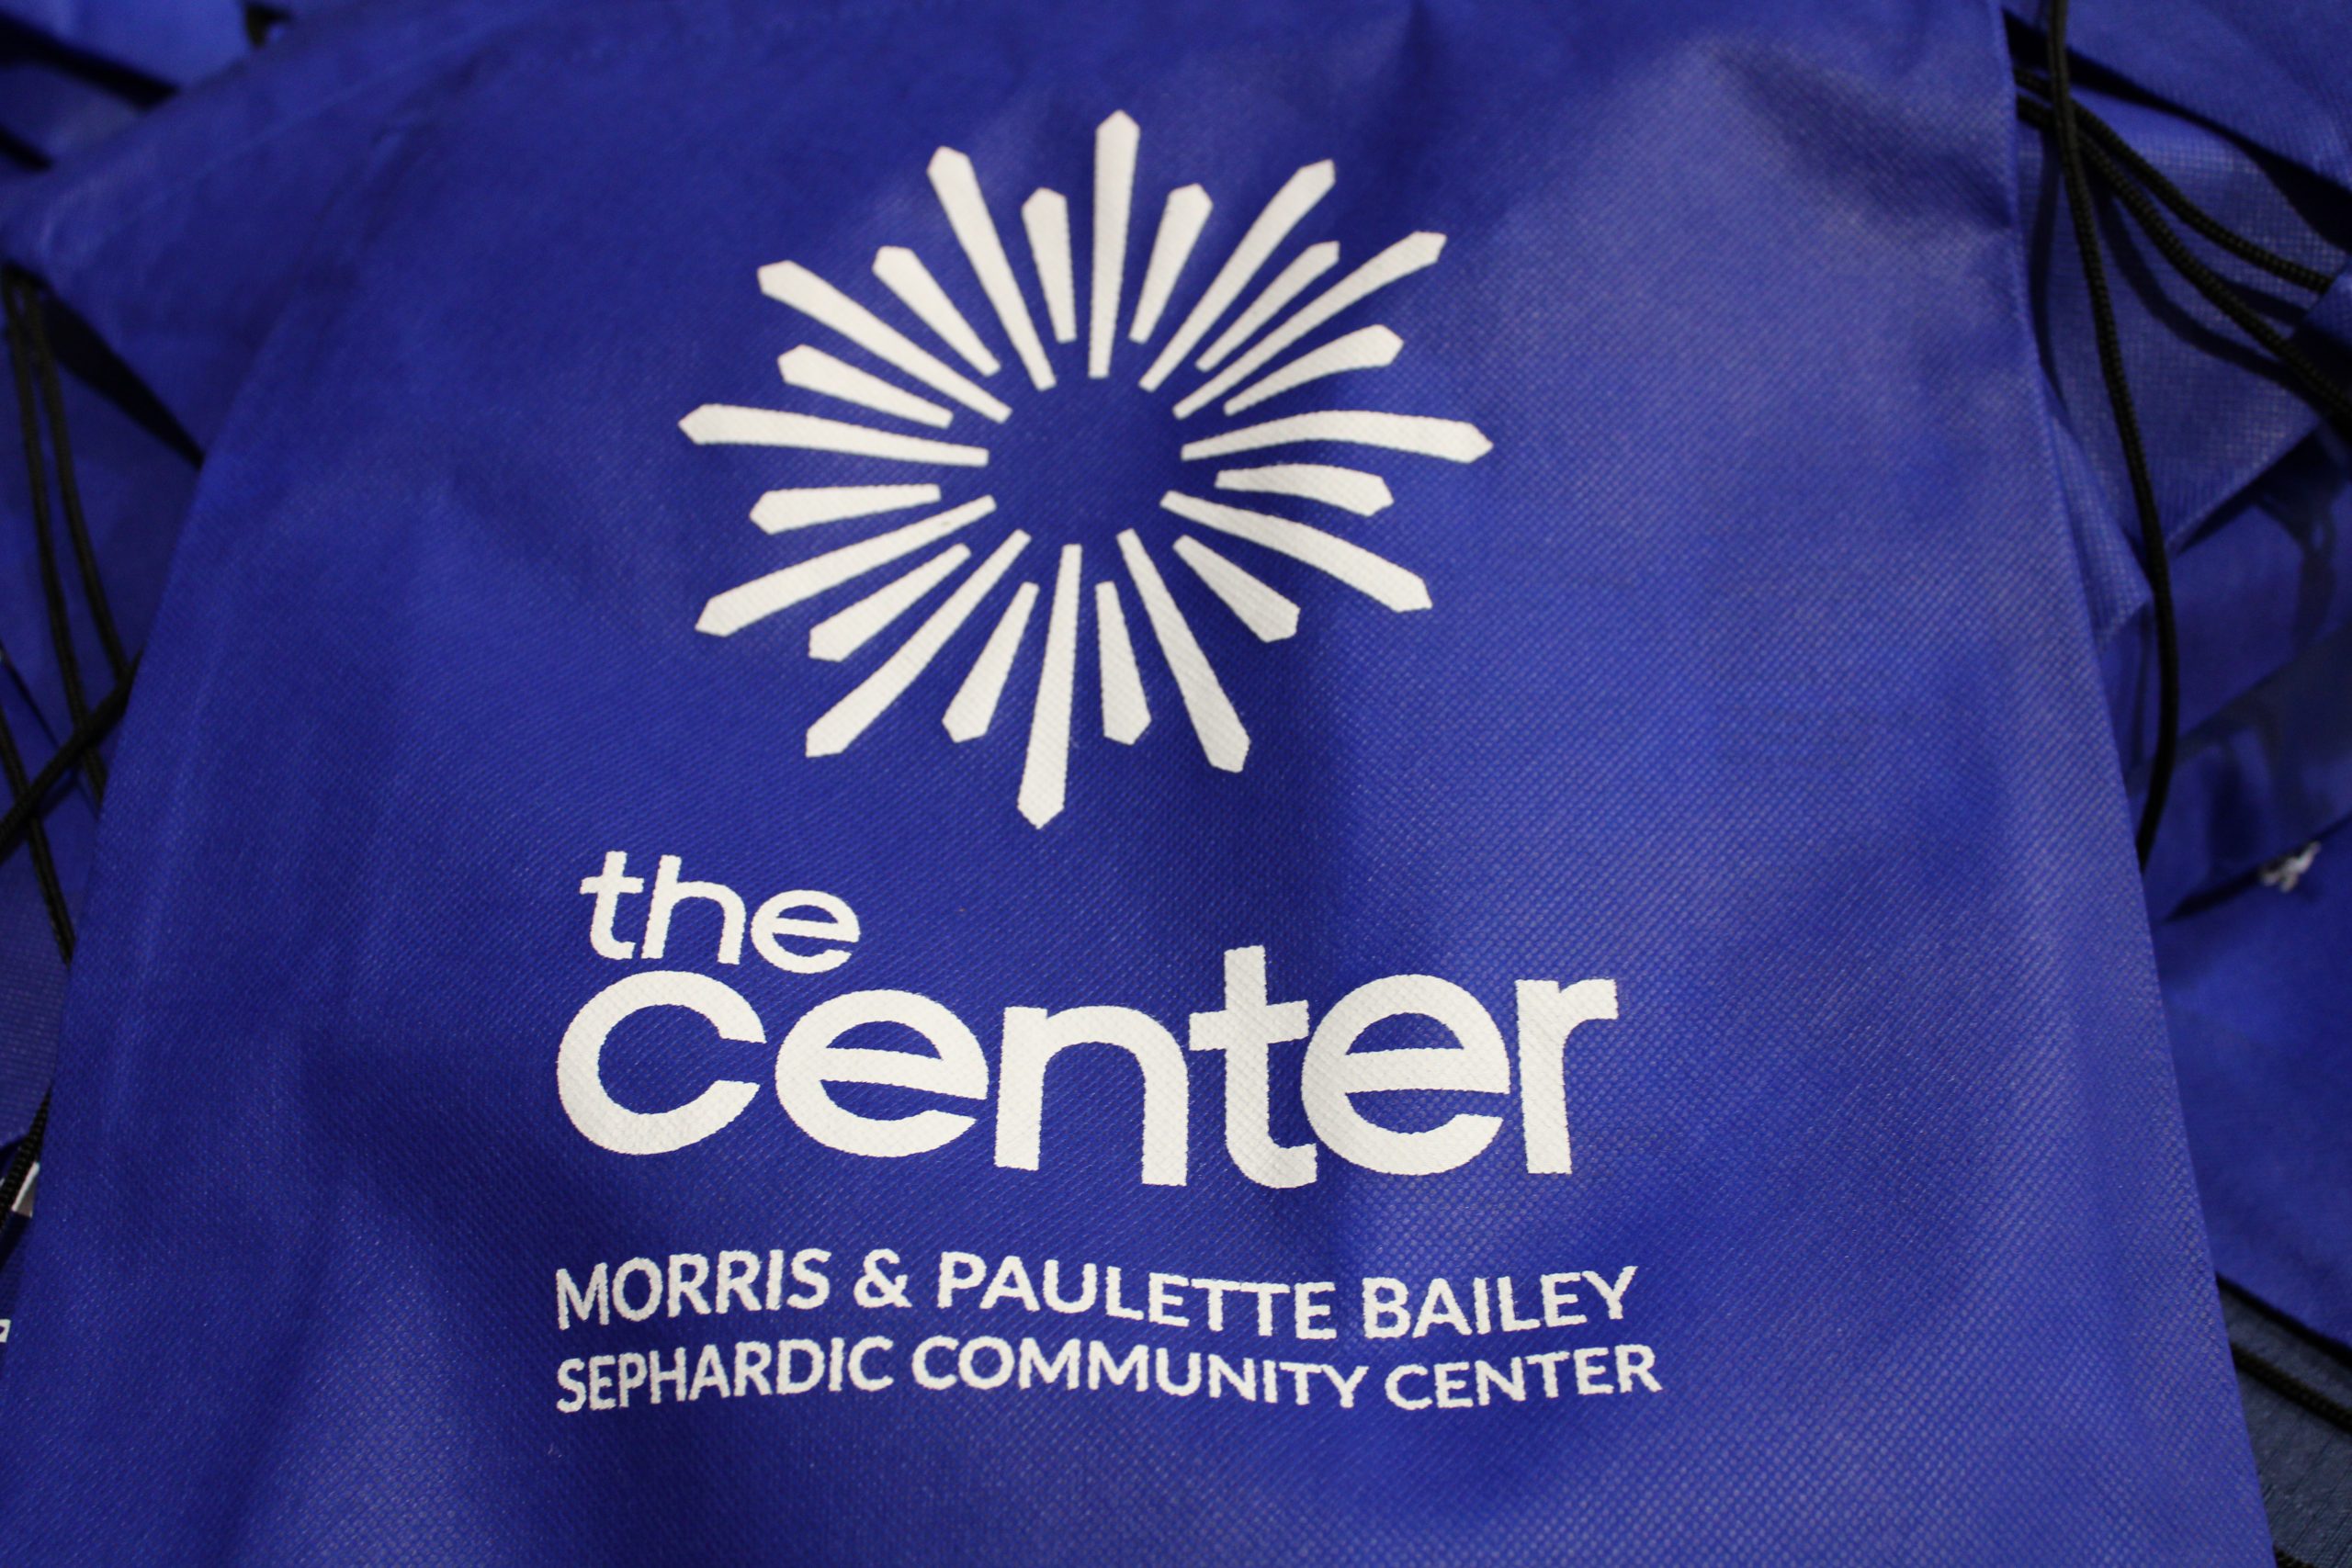 the
center
MORRIS & PAULETTE BAILEY
SEPHARDIC COMMUNITY CENTER